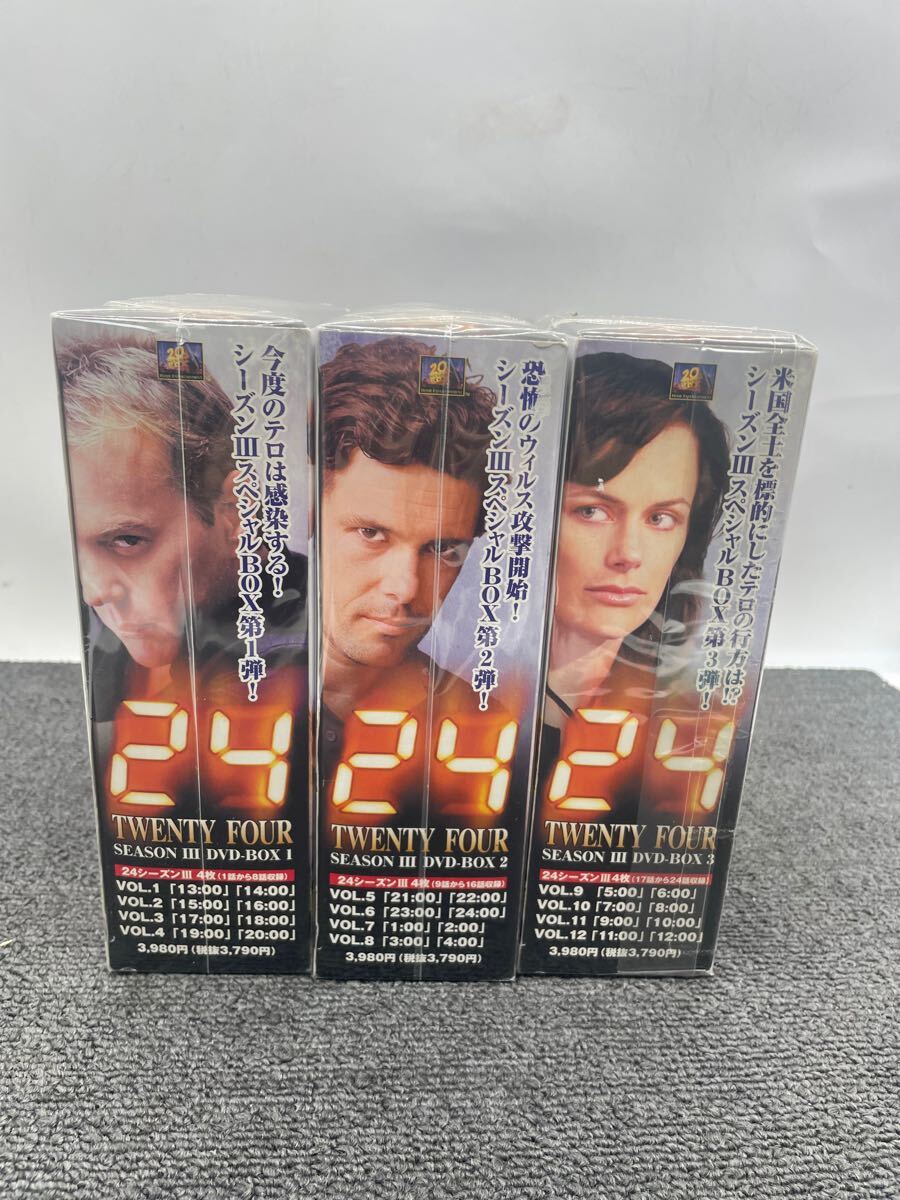 今度のテロは感染する!
シーズンIII スペシャルBOX第1弾!
24
TWENTY FOUR
SEASON III DVD-BOX 1
24シーズンIII 4枚(1話から8話収録)
VOL.1「13:00」「14:00」
VOL.2「15:00」「16:00」
VOL.3「17:00」「18:00」
VOL.4「19:00」「20:00」
3,980円(税抜3,790円)
恐怖のウィルス攻撃開始!
シーズンIII スペシャルBOX第2弾!
24
TWENTY FOUR
SEASON III DVD-BOX 2
24シーズンIII 4枚(9話から16話収録)
VOL.5「21:00」「22:00」
VOL.6「23:00」「24:00」
VOL.7「1:00」「2:00」
VOL.8「3:00」「4:00」
3,980円(税抜3,790円)
米国全土を標的にしたテロの行方は!?
シーズンIII スペシャルBOX第3弾!
24
TWENTY FOUR
SEASON III DVD-BOX 3
24シーズンIII 4枚(17話から24話収録)
VOL.9「5:00」「6:00」
VOL.10「7:00」「8:00」
VOL.11「9:00」「10:00」
VOL.12「11:00」「12:00」
3,980円(税抜3,790円)